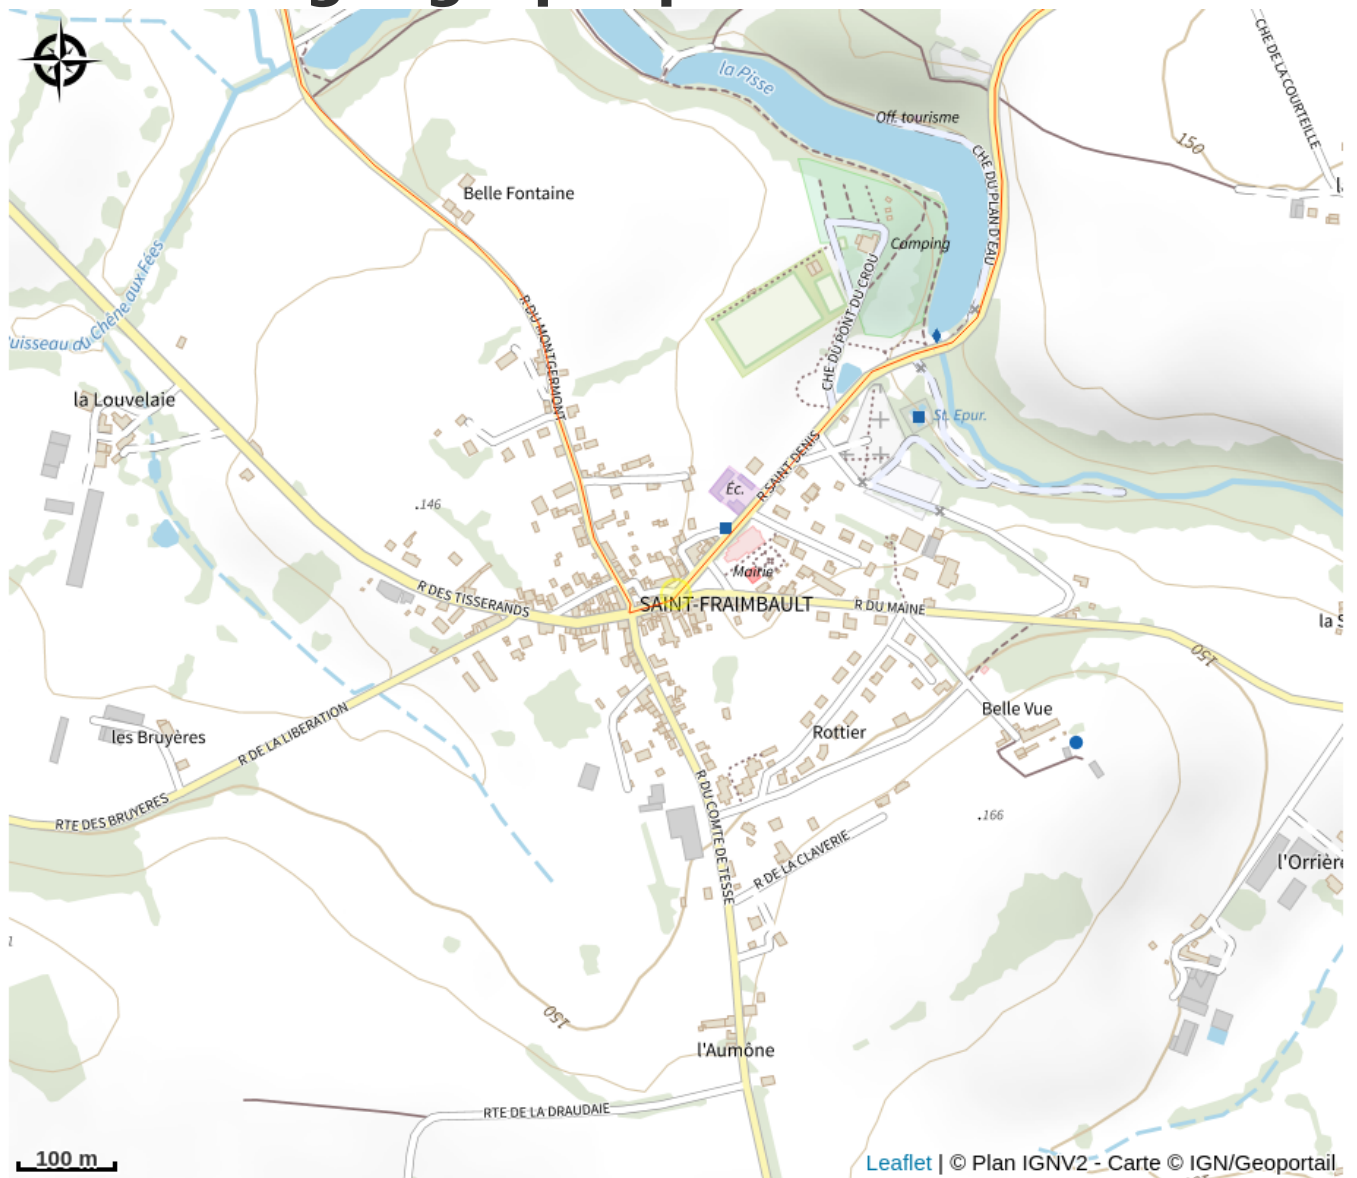 la Pisse
Off. tourisme
CHE DE LA COURTEILLE
150
CHE DU PLAN D'EAU
Belle Fontaine
Camping
R DU MONTGERMONT
CHE DU PONT DU CROU
uisseau du Chêne aux Fées
la Louvelaie
St. Epur.
R SAINT-DENIS
Éc.
.146
Mairie
R DES TISSERANDS
SAINT-FRAIMBAULT
R DU MAINE
la S
150
Belle Vue
les Bruyères
R DE LA LIBERATION
Rottier
RTE DES BRUYERES
R DU COMTE DE TESSE
.166
R DE LA CLAVERIE
l'Orrièr
150
l'Aumône
RTE DE LA DRAUDAIE
100 m
Leaflet | © Plan IGNV2 - Carte © IGN/Geoportail